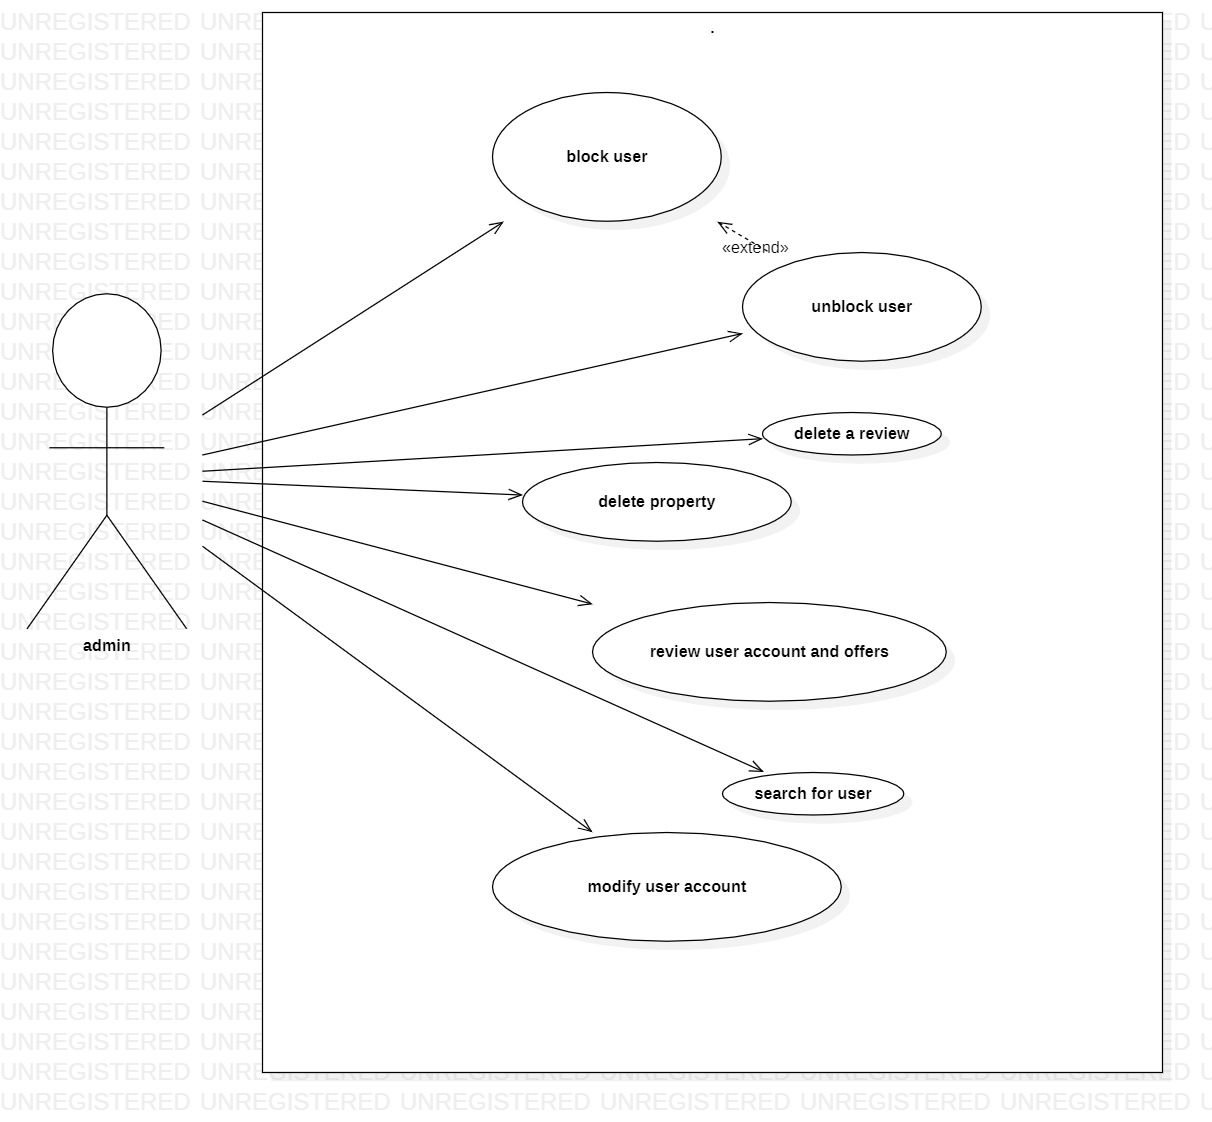 .
block user
«extend»
unblock user
delete a review
delete property
admin
review user account and offers
search for user
modify user account
UNREGISTERED UNREGISTERED UNREGISTERED UNREGISTERED UNREGISTERED UNREGISTERED